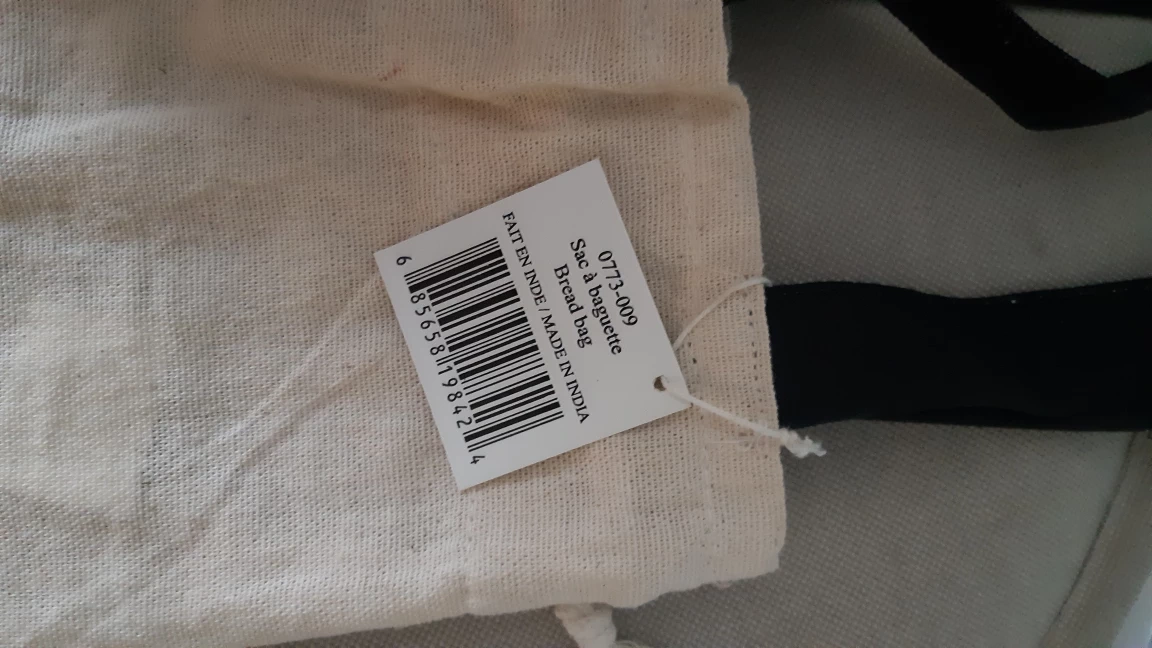 0773-009
Sac à baguette
Bread bag
FAIT EN INDE / MADE IN INDIA
6 85658 19842 4